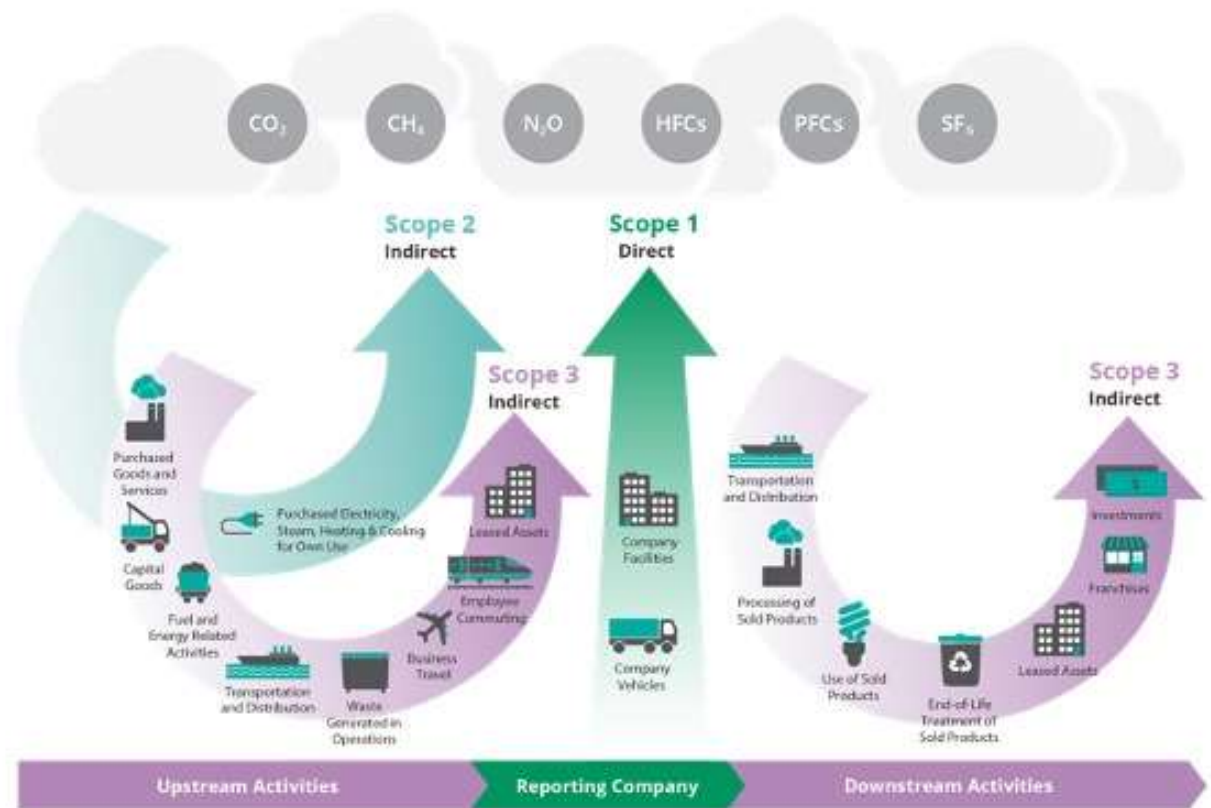 CO₂
CH₄
N₂O
HFCs
PFCs
SF₆
Scope 2
Indirect
Scope 1
Direct
Scope 3
Indirect
Scope 3
Indirect
Purchased
Goods and
Services
Capital
Goods
Fuel and
Energy Related
Activities
Transportation
and Distribution
Waste
Generated in
Operations
Business
Travel
Employee
Commuting
Leased Assets
Purchased Electricity,
Steam, Heating & Cooling
for Own Use
Company
Facilities
Company
Vehicles
Transportation
and Distribution
Processing of
Sold Products
Use of Sold
Products
End-of-Life
Treatment of
Sold Products
Leased Assets
Franchises
Investments
$
Upstream Activities
Reporting Company
Downstream Activities